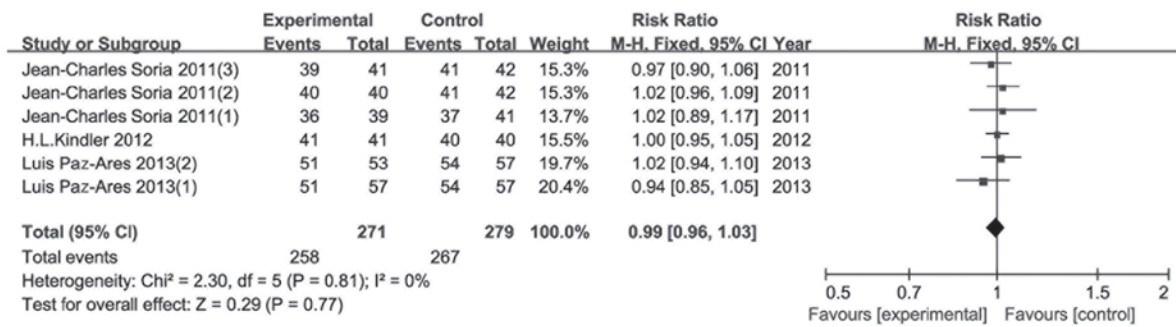 Experimental Control Risk Ratio Risk Ratio
Study or Subgroup Events Total Events Total Weight M-H, Fixed, 95% CI Year M-H, Fixed, 95% CI
Jean-Charles Soria 2011(3) 39 41 41 42 15.3% 0.97 [0.90, 1.06] 2011
Jean-Charles Soria 2011(2) 40 40 41 42 15.3% 1.02 [0.96, 1.09] 2011
Jean-Charles Soria 2011(1) 36 39 37 41 13.7% 1.02 [0.89, 1.17] 2011
H.L.Kindler 2012 41 41 40 40 15.5% 1.00 [0.95, 1.05] 2012
Luis Paz-Ares 2013(2) 51 53 54 57 19.7% 1.02 [0.94, 1.10] 2013
Luis Paz-Ares 2013(1) 51 57 54 57 20.4% 0.94 [0.85, 1.05] 2013
Total (95% CI) 271 279 100.0% 0.99 [0.96, 1.03]
Total events 258 267
Heterogeneity: Chi² = 2.30, df = 5 (P = 0.81); I² = 0%
Test for overall effect: Z = 0.29 (P = 0.77)
0.5 0.7 1 1.5 2
Favours [experimental] Favours [control]